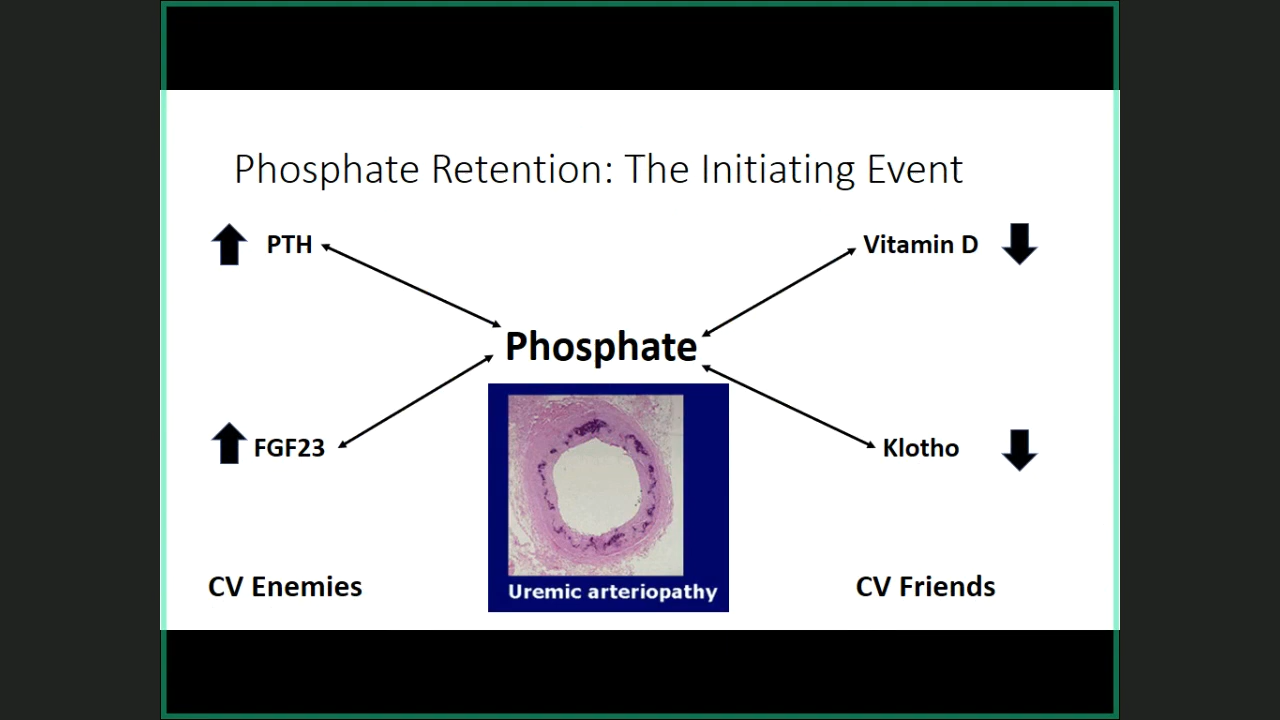 Phosphate Retention: The Initiating Event
PTH
Vitamin D
Phosphate
FGF23
Klotho
Uremic arteriopathy
CV Enemies
CV Friends